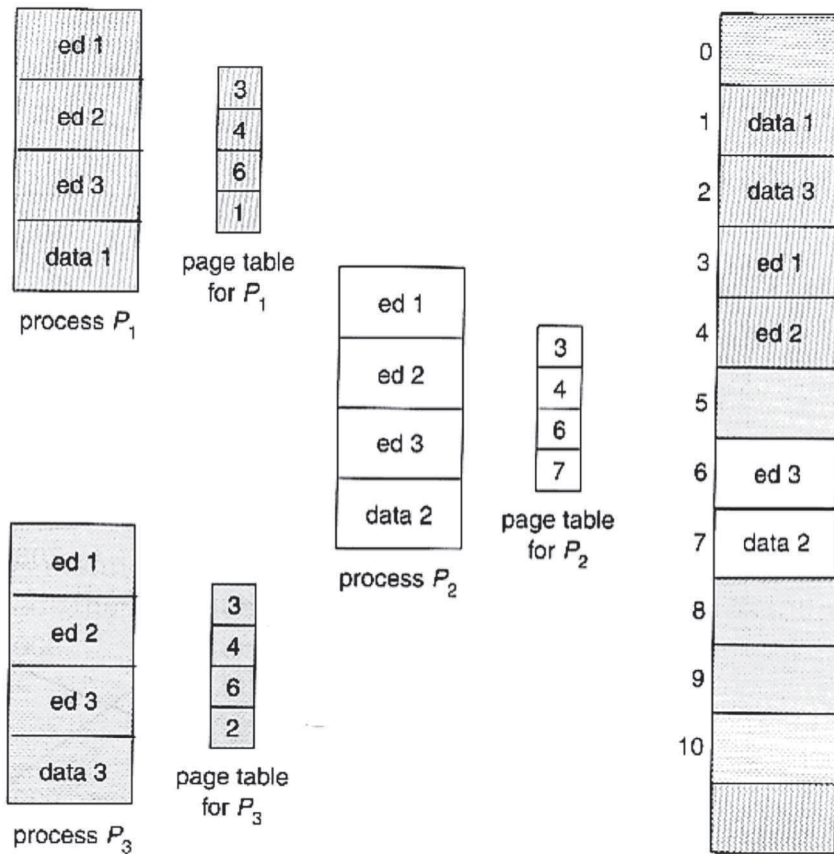 ed 1
ed 2
ed 3
data 1
process P1
3
4
6
1
page table
for P1
ed 1
ed 2
ed 3
data 2
process P2
3
4
6
7
page table
for P2
ed 1
ed 2
ed 3
data 3
process P3
3
4
6
2
page table
for P3
0
1 data 1
2 data 3
3 ed 1
4 ed 2
5
6 ed 3
7 data 2
8
9
10